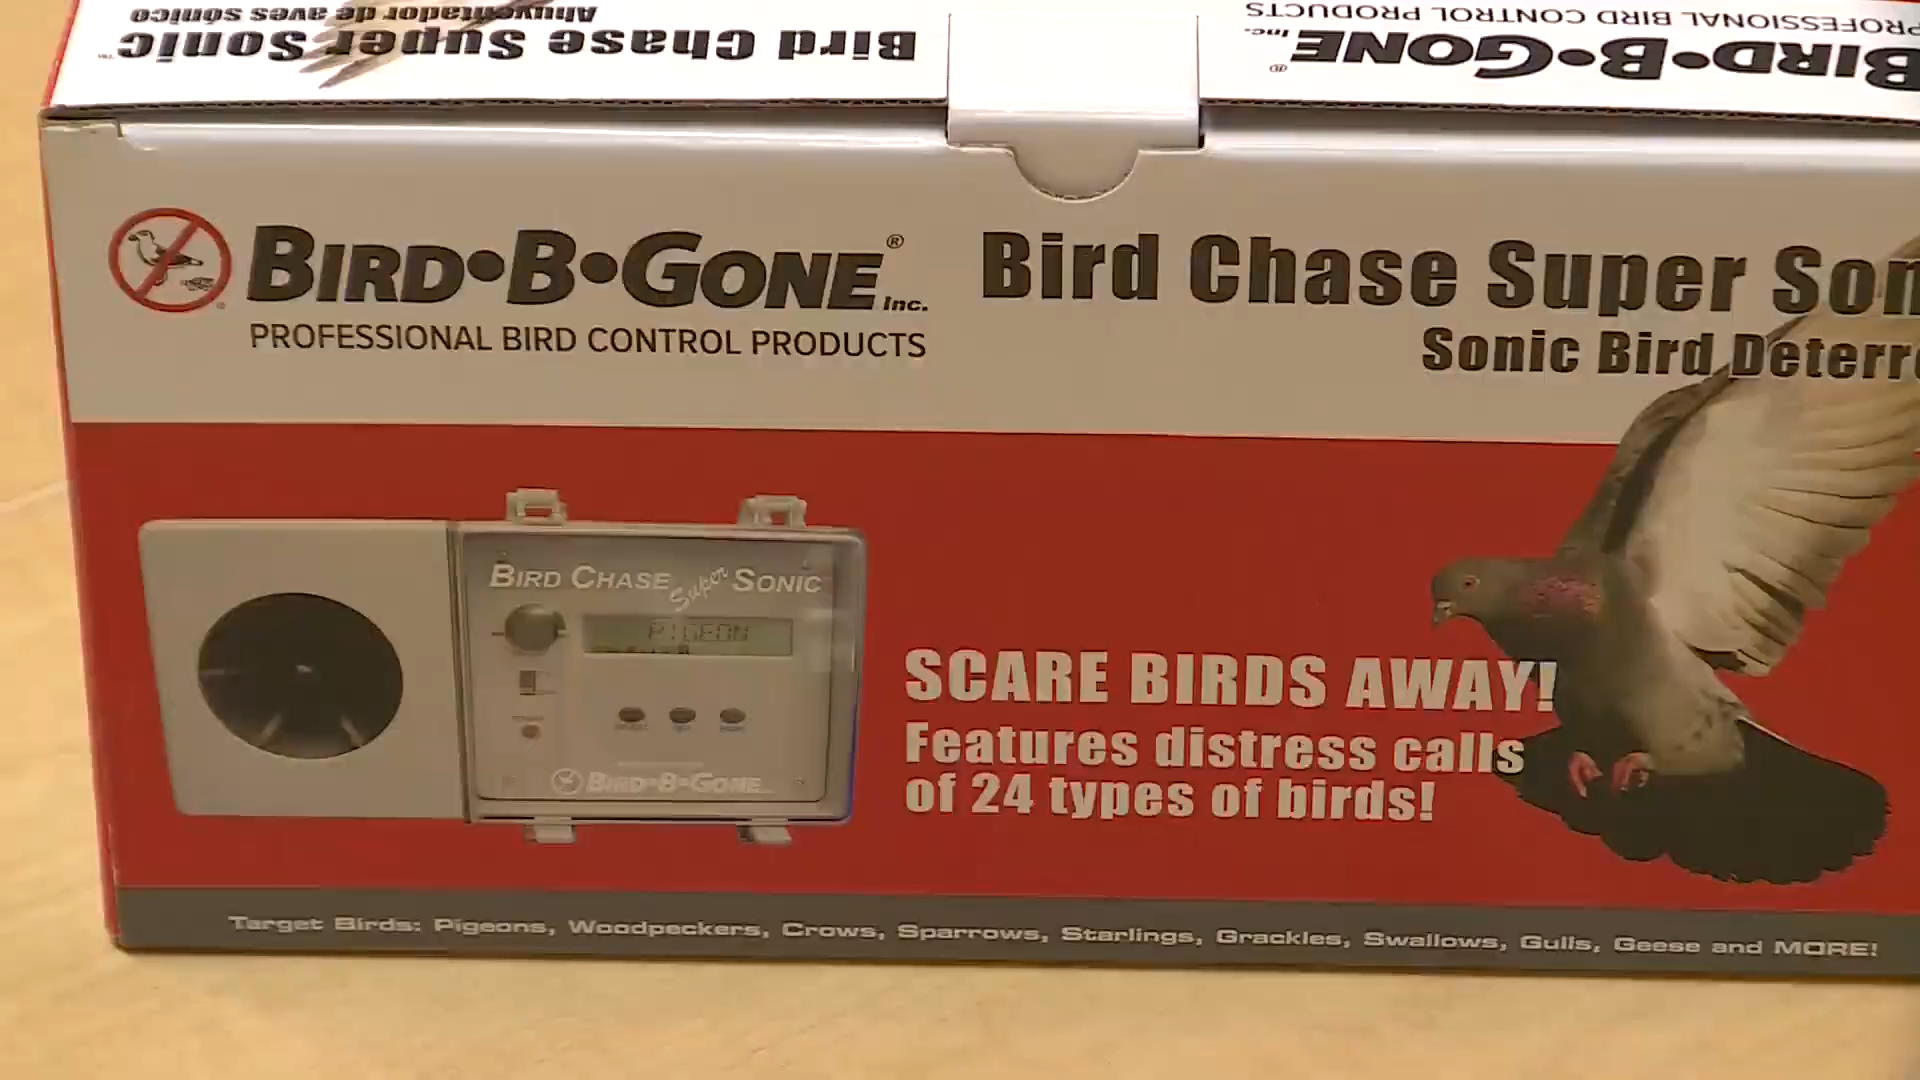 Ahuyentador de aves sónico
Bird Chase Super Sonic™
PROFESSIONAL BIRD CONTROL PRODUCTS
BIRD•B•GONE® Inc.
BIRD•B•GONE® Inc.
PROFESSIONAL BIRD CONTROL PRODUCTS
Bird Chase Super Son
Sonic Bird Deterre
BIRD CHASE Super SONIC
PIGEON
BIRD•B•GONE
SCARE BIRDS AWAY!
Features distress calls
of 24 types of birds!
Target Birds: Pigeons, Woodpeckers, Crows, Sparrows, Starlings, Grackles, Swallows, Gulls, Geese and MORE!